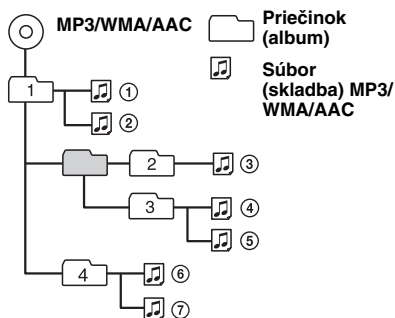 MP3/WMA/AAC
Priečinok
(album)
Súbor
(skladba) MP3/
WMA/AAC
1
①
②
2
③
3
④
⑤
4
⑥
⑦